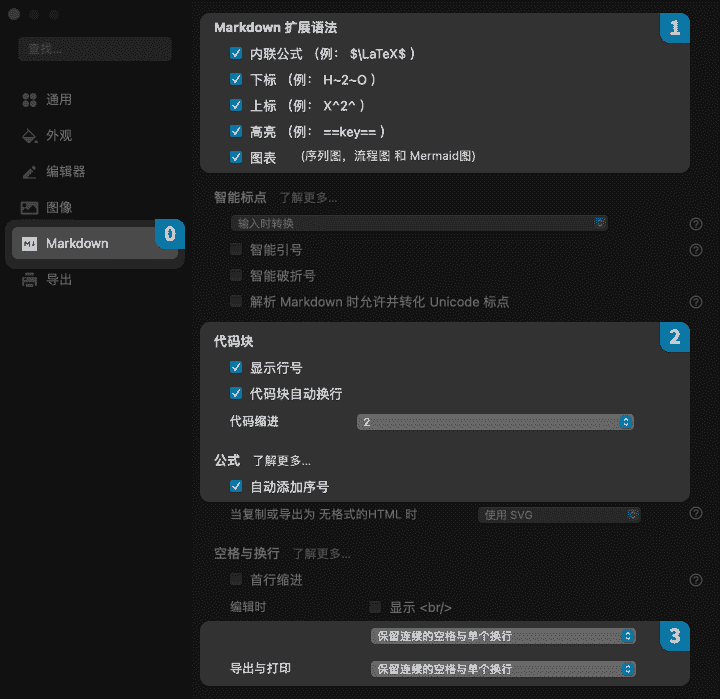 查找...
通用
外观
编辑器
图像
Markdown
0
导出
1
Markdown 扩展语法
内联公式 （例： $\LaTeX$ ）
下标 （例： H~2~O ）
上标 （例： X^2^ ）
高亮 （例： ==key== ）
图表 (序列图，流程图 和 Mermaid图)
智能标点 了解更多...
输入时转换
智能引号
智能破折号
解析 Markdown 时允许并转化 Unicode 标点
2
代码块
显示行号
代码块自动换行
代码缩进 2
公式 了解更多...
自动添加序号
当复制或导出为 无格式的HTML 时 使用 SVG
空格与换行 了解更多...
首行缩进
编辑时 显示 <br/>
3
保留连续的空格与单个换行
导出与打印 保留连续的空格与单个换行